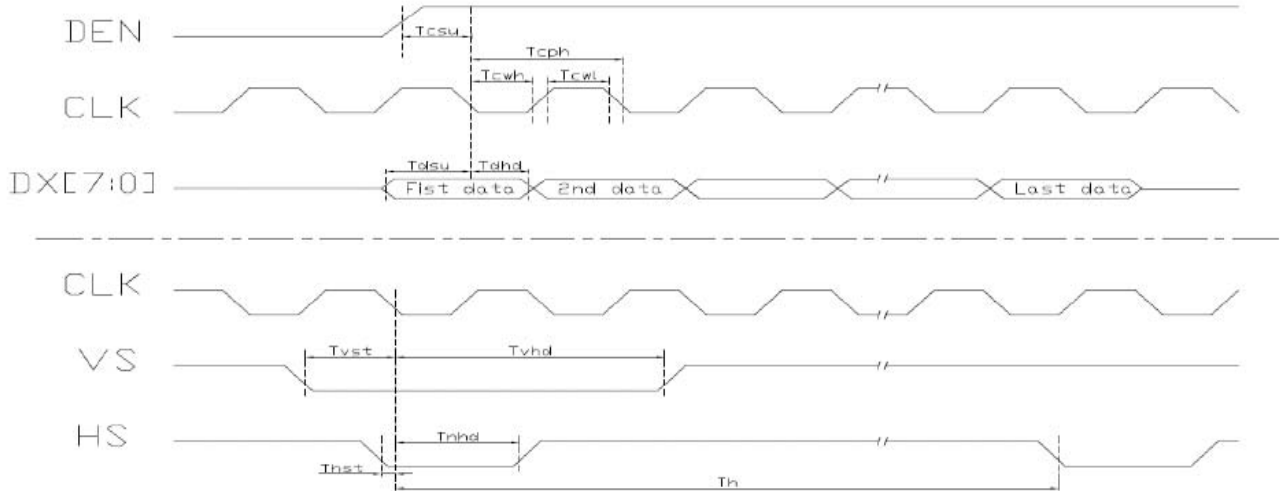 DEN
Tcsu
Tcph
Tcwh
Tcwl
CLK
Tdsu
Tdhd
DX[7:0]
Fist data
2nd data
Last data
CLK
VS
Tvst
Tvhd
HS
Thhd
Thst
Th